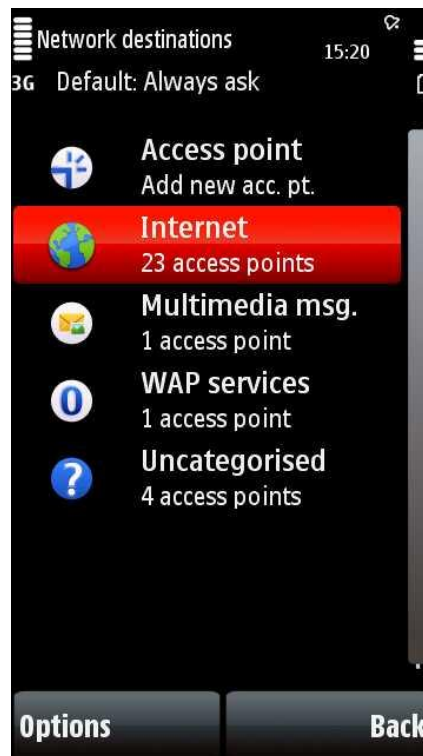 Network destinations
15:20
3G Default: Always ask
Access point
Add new acc. pt.
Internet
23 access points
Multimedia msg.
1 access point
0 WAP services
1 access point
? Uncategorised
4 access points
Options Back